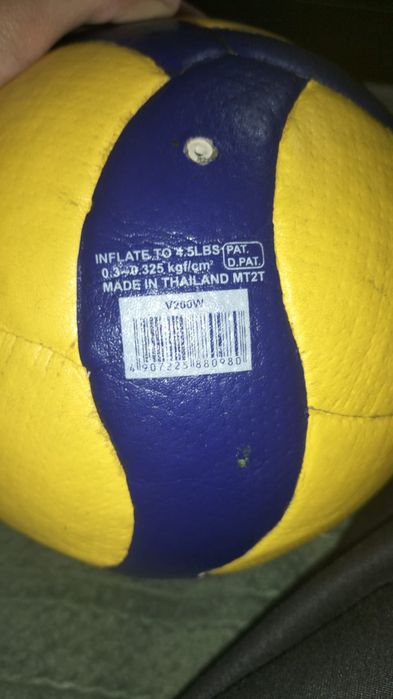 INFLATE TO 4.5LBS PAT.
0.3~0.325 kgf/cm² D.PAT.
MADE IN THAILAND MT2T
V200W
4907225880980